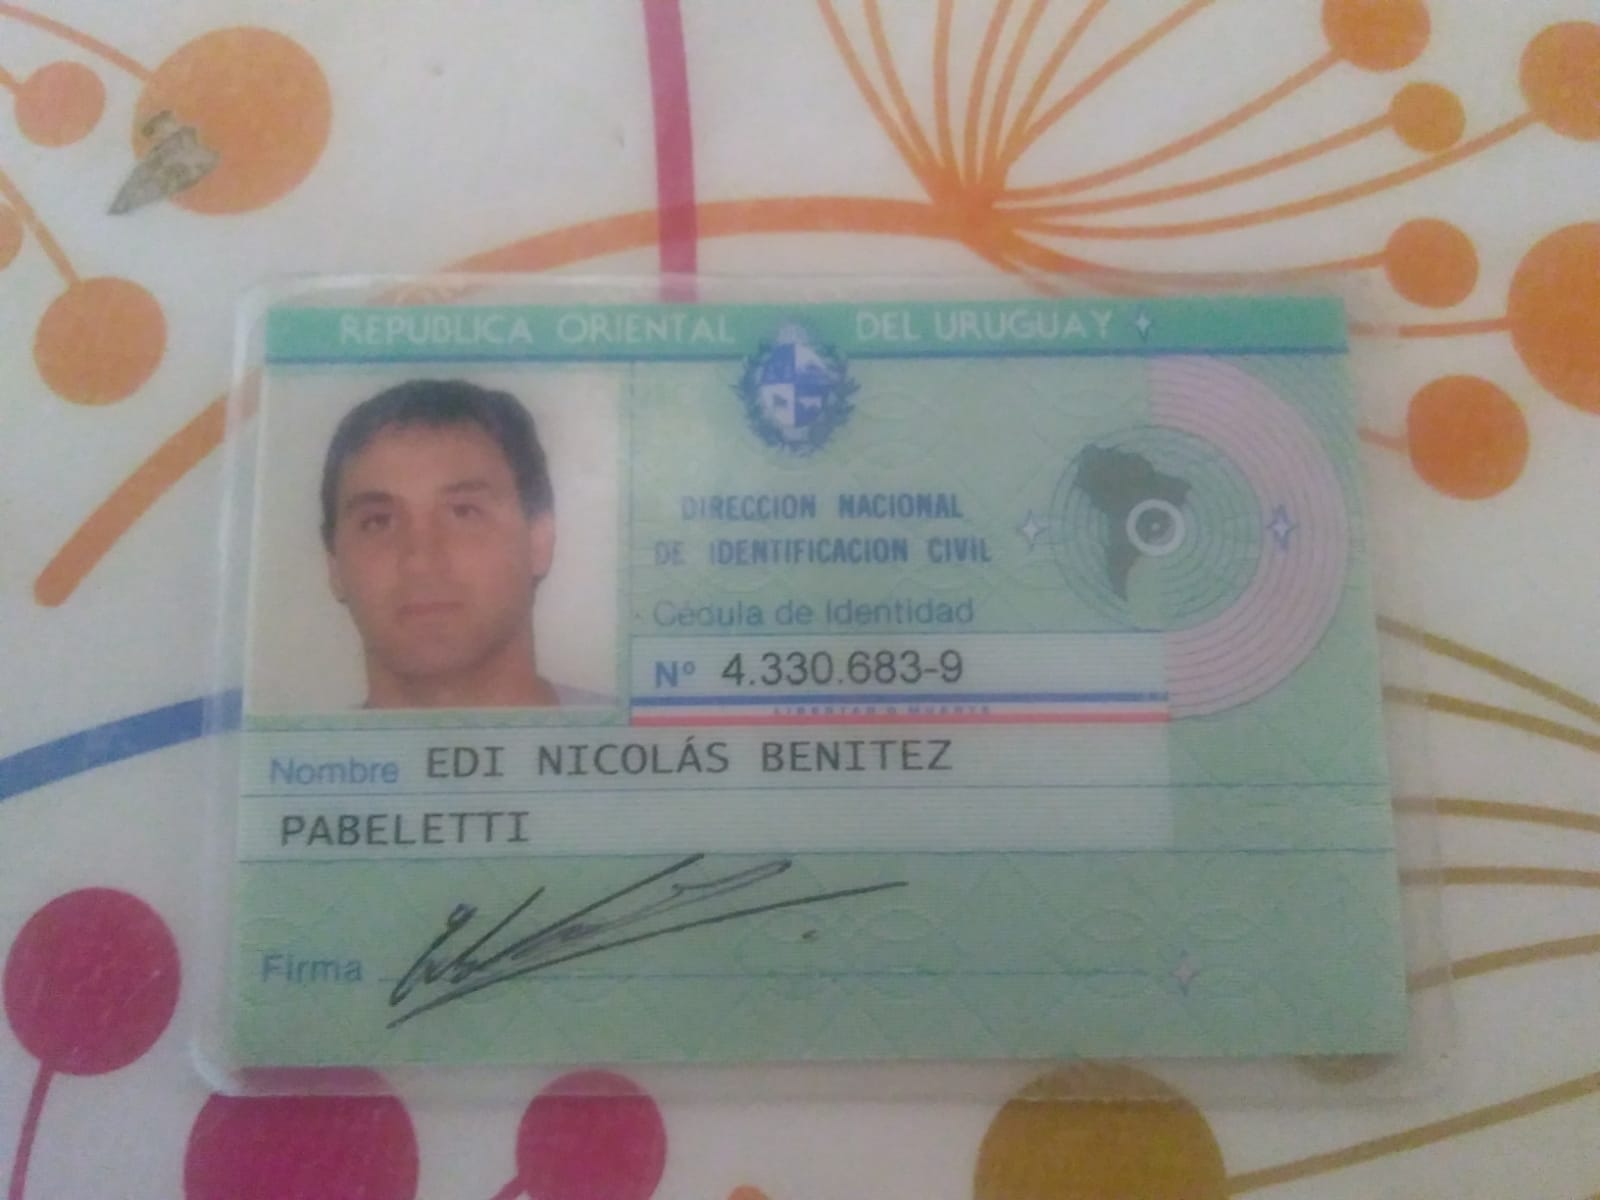 REPUBLICA ORIENTAL DEL URUGUAY
DIRECCION NACIONAL
DE IDENTIFICACION CIVIL
Cédula de Identidad
Nº 4.330.683-9
LIBERTAD O MUERTE
Nombre EDI NICOLÁS BENITEZ
PABELETTI
Firma